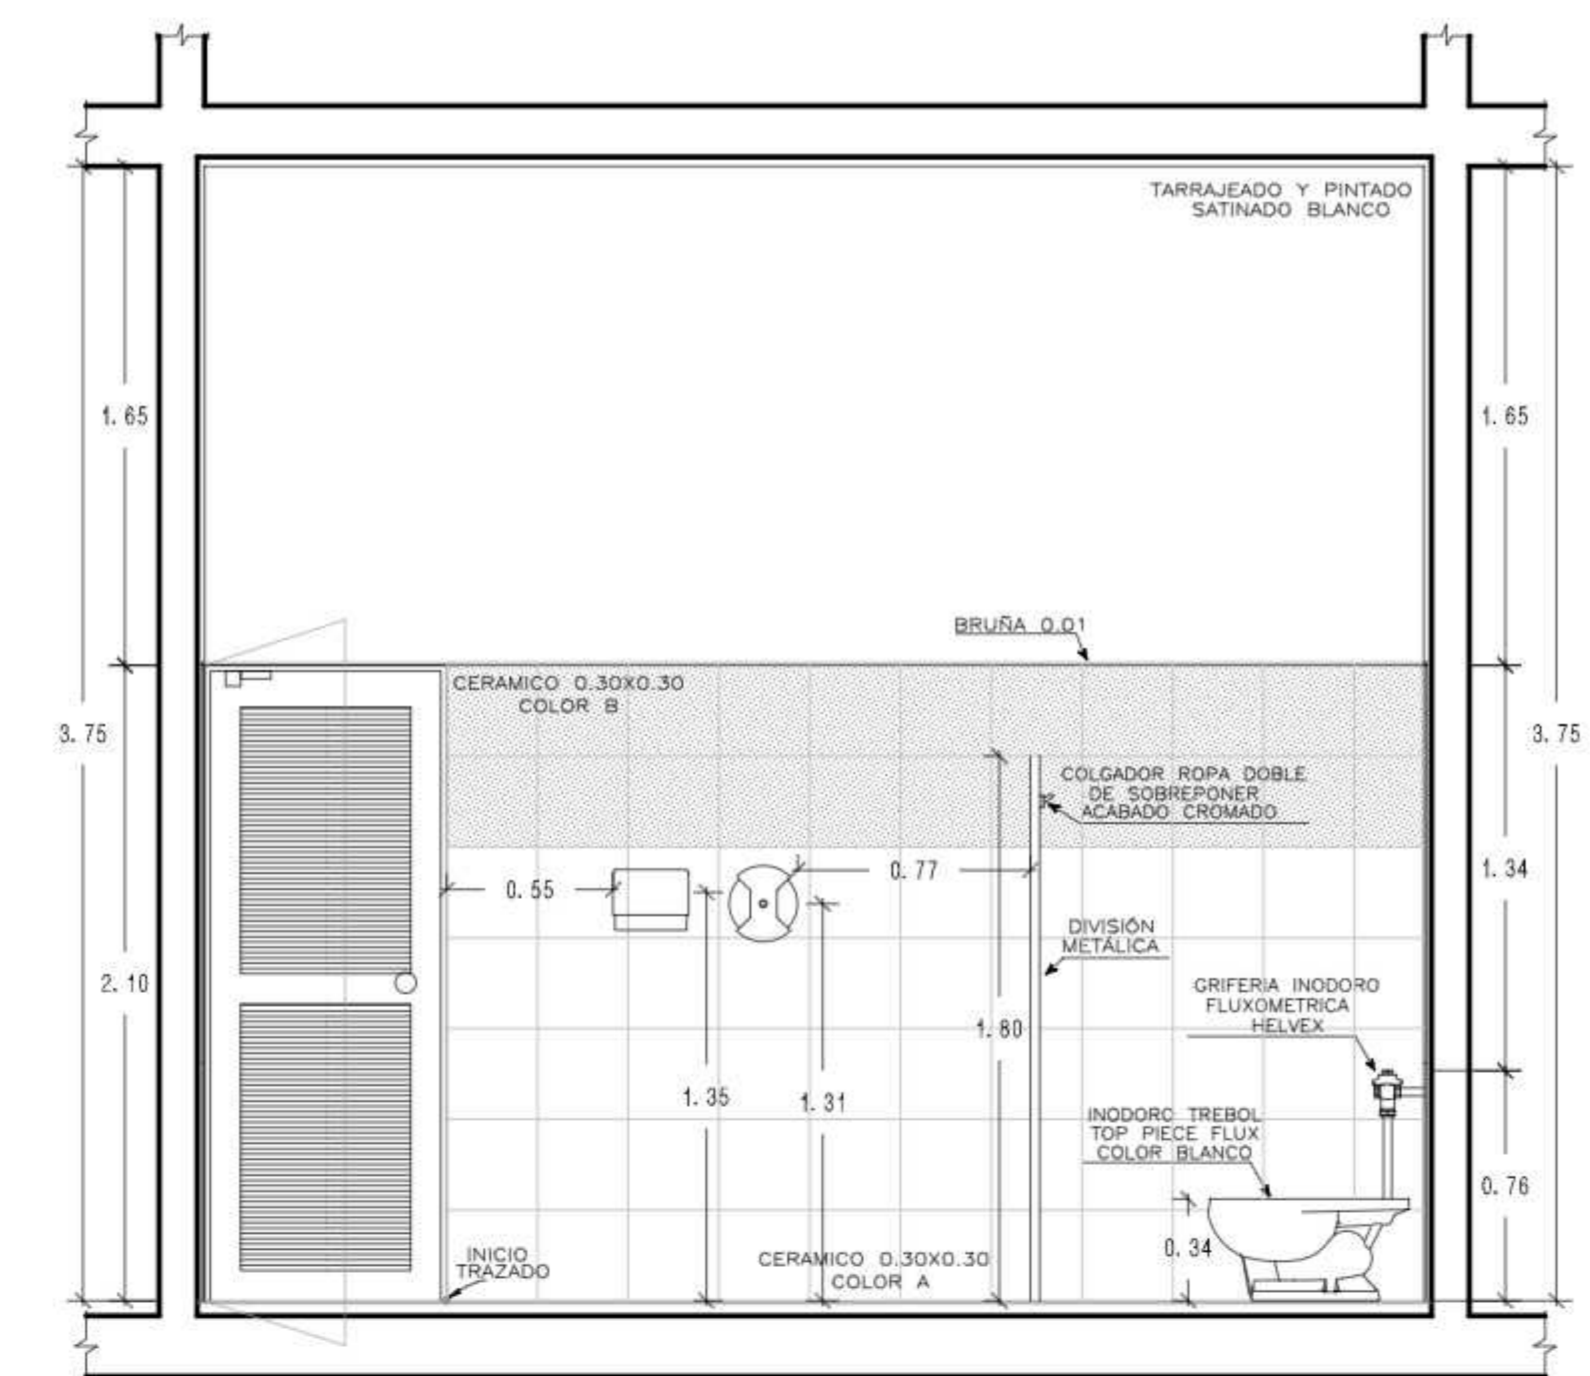 TARRAJEADO Y PINTADO
SATINADO BLANCO
1.65
1.65
BRUÑA 0.01
CERAMICO 0.30X0.30
COLOR B
3.75
3.75
COLGADOR ROPA DOBLE
DE SOBREPONER
ACABADO CROMADO
0.55
0.77
1.34
DIVISIÓN
METÁLICA
2.10
GRIFERIA INODORO
FLUXOMETRICA
HELVEX
1.80
1.35
1.31
INODORO TREBOL
TOP PIECE FLUX
COLOR BLANCO
0.76
0.34
INICIO
TRAZADO
CERAMICO 0.30X0.30
COLOR A